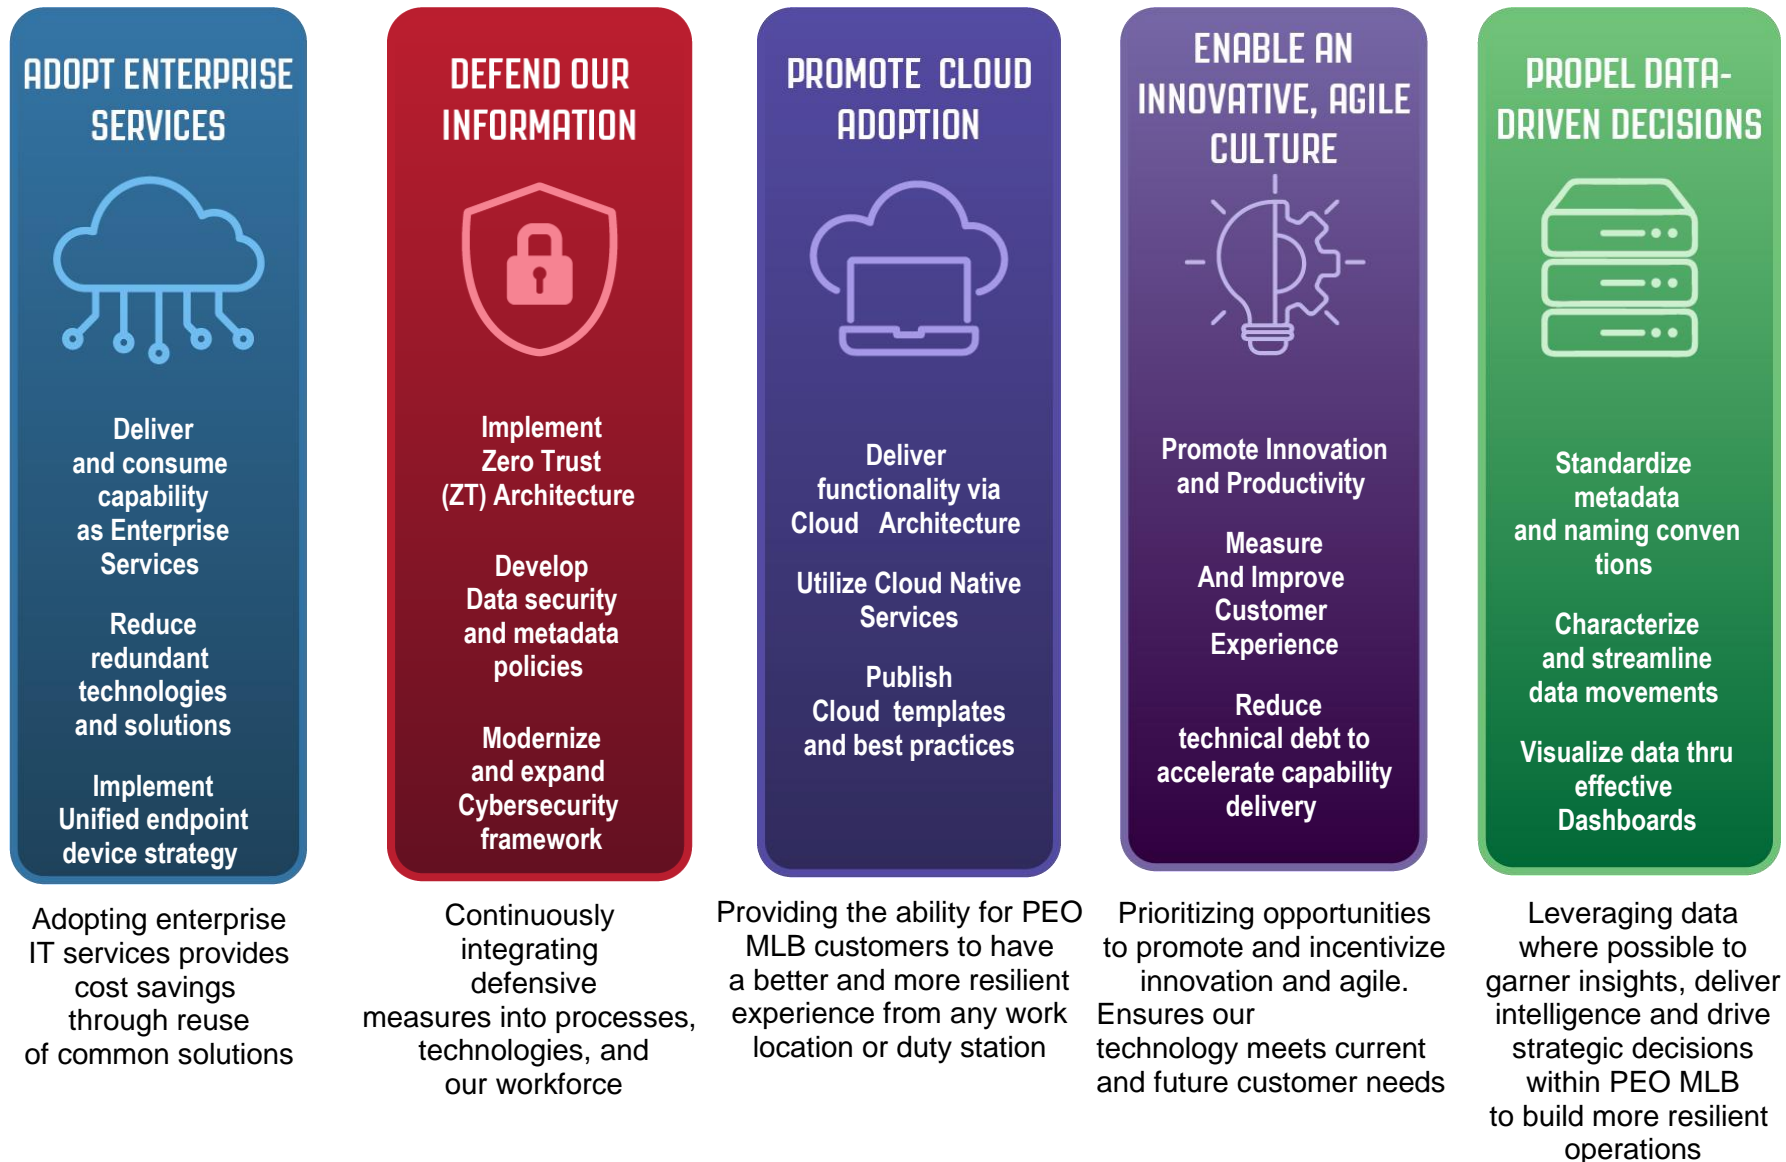 ADOPT ENTERPRISE
SERVICES
Deliver
and consume
capability
as Enterprise
Services
Reduce
redundant
technologies
and solutions
Implement
Unified endpoint
device strategy
Adopting enterprise
IT services provides
cost savings
through reuse
of common solutions
DEFEND OUR
INFORMATION
Implement
Zero Trust
(ZT) Architecture
Develop
Data security
and metadata
policies
Modernize
and expand
Cybersecurity
framework
Continuously
integrating
defensive
measures into processes,
technologies, and
our workforce
PROMOTE CLOUD
ADOPTION
Deliver
functionality via
Cloud Architecture
Utilize Cloud Native
Services
Publish
Cloud templates
and best practices
Providing the ability for PEO
MLB customers to have
a better and more resilient
experience from any work
location or duty station
ENABLE AN
INNOVATIVE, AGILE
CULTURE
Promote Innovation
and Productivity
Measure
And Improve
Customer
Experience
Reduce
technical debt to
accelerate capability
delivery
Prioritizing opportunities
to promote and incentivize
innovation and agile.
Ensures our
technology meets current
and future customer needs
PROPEL DATA-
DRIVEN DECISIONS
Standardize
metadata
and naming conven
tions
Characterize
and streamline
data movements
Visualize data thru
effective
Dashboards
Leveraging data
where possible to
garner insights, deliver
intelligence and drive
strategic decisions
within PEO MLB
to build more resilient
operations